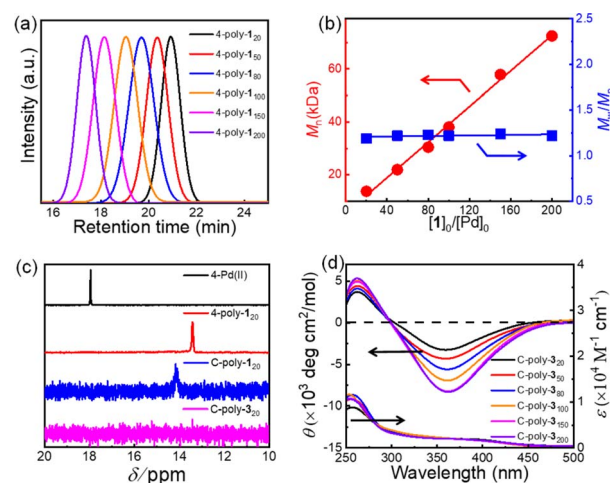 (a)
4-poly-1₂₀
4-poly-1₅₀
4-poly-1₈₀
4-poly-1₁₀₀
4-poly-1₁₅₀
4-poly-1₂₀₀
Intensity (a.u.)
16 18 20 22 24
Retention time (min)
(b)
Mn(kDa)
80
60
40
20
2.5
2.0
1.5
1.0
0.5
Mw/Mn
0 40 80 120 160 200
[1]₀/[Pd]₀
(c)
4-Pd(II)
4-poly-1₂₀
C-poly-1₂₀
C-poly-3₂₀
20 18 16 14 12 10
δ/ppm
(d)
θ (×10³ deg cm²/mol)
10
5
0
-5
-10
-15
4
3
2
1
0
ε (×10⁴ M⁻¹ cm⁻¹)
C-poly-3₂₀
C-poly-3₅₀
C-poly-3₈₀
C-poly-3₁₀₀
C-poly-3₁₅₀
C-poly-3₂₀₀
250 300 350 400 450 500
Wavelength (nm)